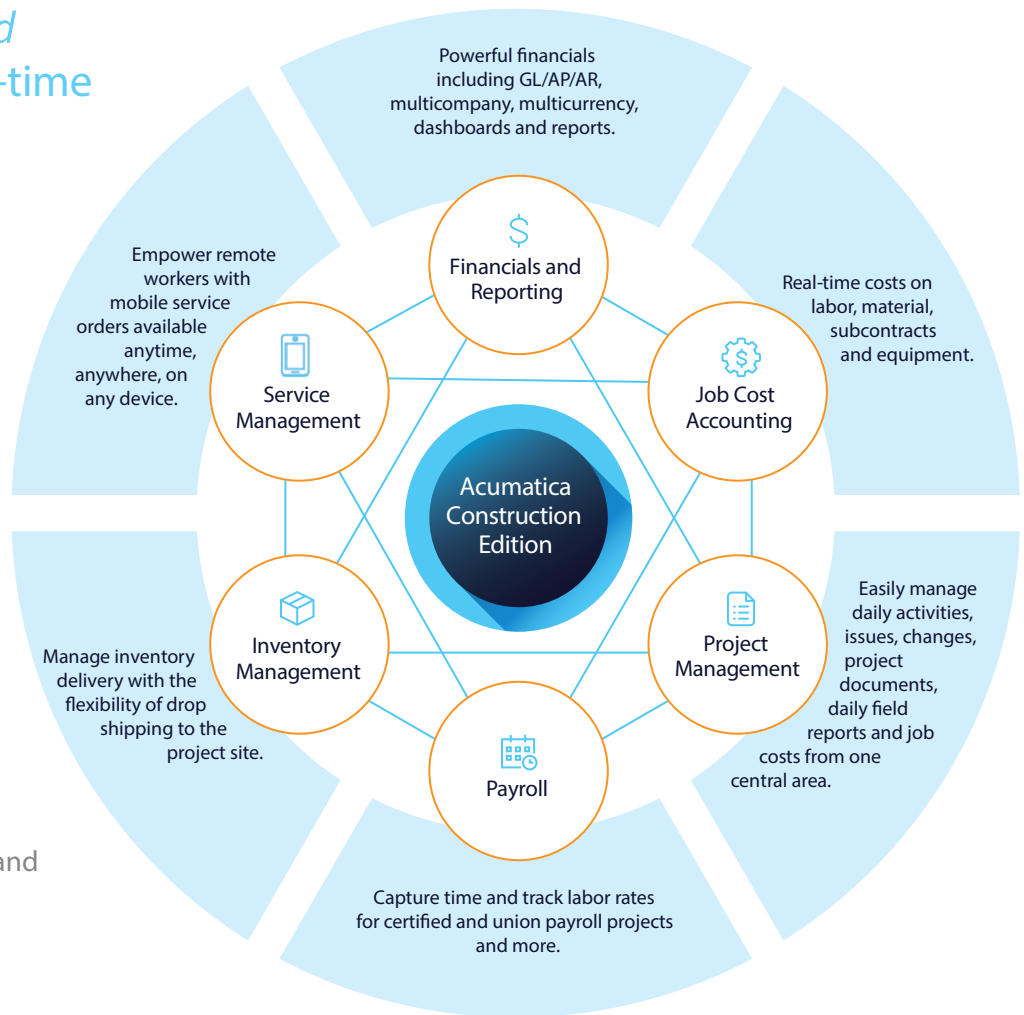 d
-time
Powerful financials
including GL/AP/AR,
multicompany, multicurrency,
dashboards and reports.
Financials and
Reporting
Real-time costs on
labor, material,
subcontracts
and equipment.
Job Cost
Accounting
Easily manage
daily activities,
issues, changes,
project
documents,
daily field
reports and job
costs from one
central area.
Project
Management
Capture time and track labor rates
for certified and union payroll projects
and more.
Payroll
Manage inventory
delivery with the
flexibility of drop
shipping to the
project site.
Inventory
Management
Empower remote
workers with
mobile service
orders available
anytime,
anywhere, on
any device.
Service
Management
Acumatica
Construction
Edition
and